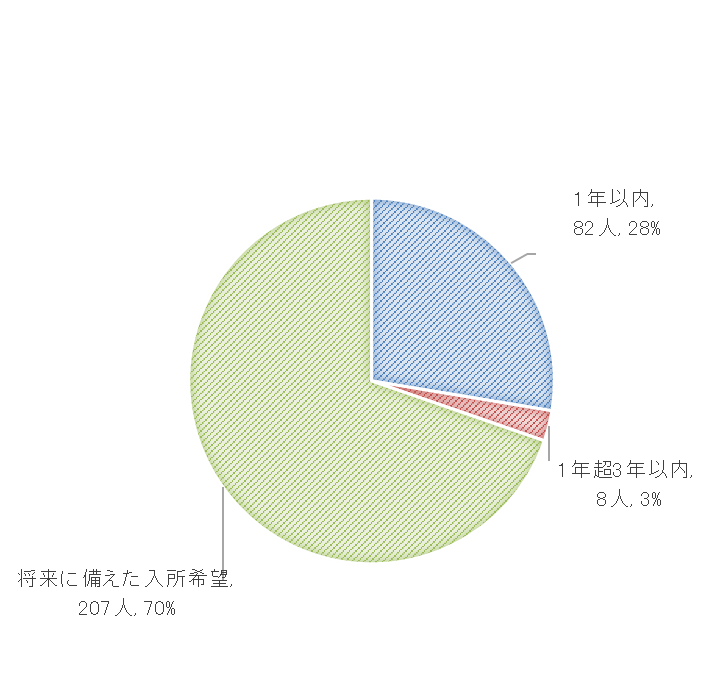 1年以内,
82人, 28%
1年超3年以内,
8人, 3%
将来に備えた入所希望,
207人, 70%